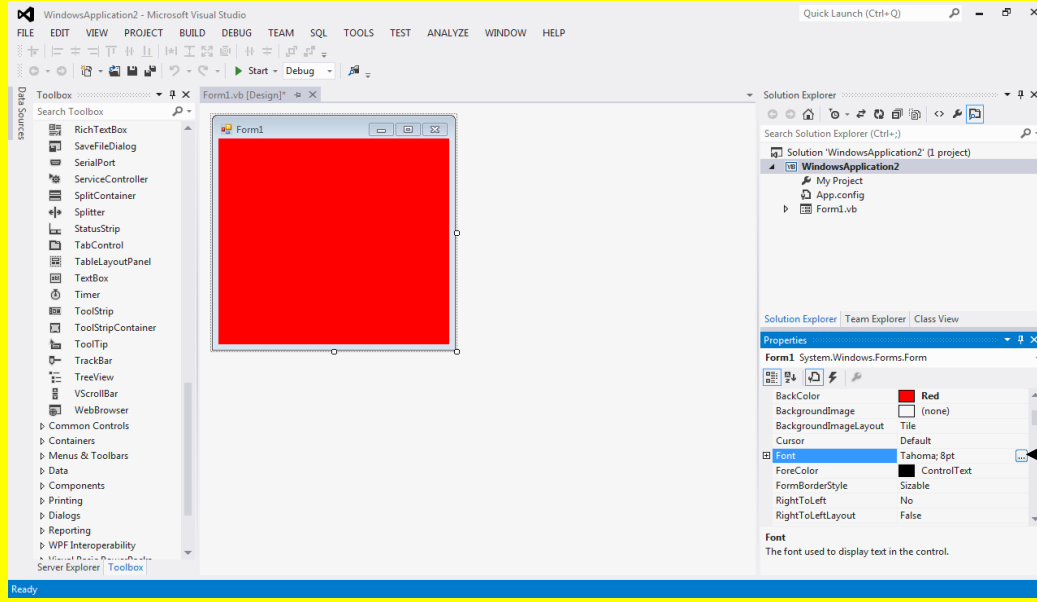 WindowsApplication2 - Microsoft Visual Studio
Quick Launch (Ctrl+Q)
FILE EDIT VIEW PROJECT BUILD DEBUG TEAM SQL TOOLS TEST ANALYZE WINDOW HELP
Start - Debug
Data Sources
Toolbox
Search Toolbox
RichTextBox
SaveFileDialog
SerialPort
ServiceController
SplitContainer
Splitter
StatusStrip
TabControl
TableLayoutPanel
TextBox
Timer
ToolStrip
ToolStripContainer
ToolTip
TrackBar
TreeView
VScrollBar
WebBrowser
Common Controls
Containers
Menus & Toolbars
Data
Components
Printing
Dialogs
Reporting
WPF Interoperability
Server Explorer Toolbox
Form1.vb [Design]*
Form1
Solution Explorer
Search Solution Explorer (Ctrl+;)
Solution 'WindowsApplication2' (1 project)
WindowsApplication2
My Project
App.config
Form1.vb
Solution Explorer Team Explorer Class View
Properties
Form1 System.Windows.Forms.Form
BackColor Red
BackgroundImage (none)
BackgroundImageLayout Tile
Cursor Default
Font Tahoma; 8pt ...
ForeColor ControlText
FormBorderStyle Sizable
RightToLeft No
RightToLeftLayout False
Font
The font used to display text in the control.
Ready